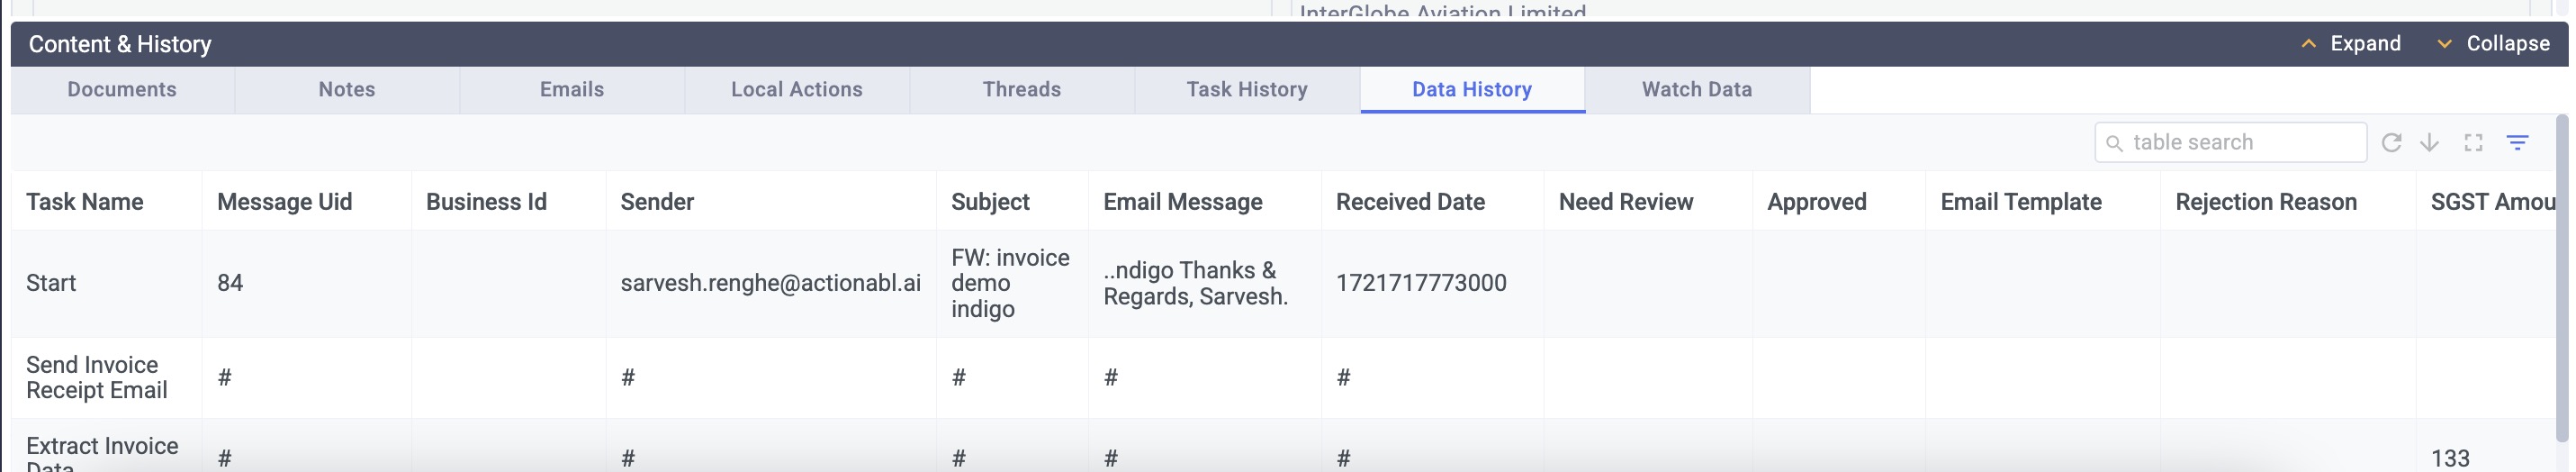 InterGlobe Aviation Limited
Content & History
Expand
Collapse
Documents
Notes
Emails
Local Actions
Threads
Task History
Data History
Watch Data
table search
Task Name
Message Uid
Business Id
Sender
Subject
Email Message
Received Date
Need Review
Approved
Email Template
Rejection Reason
SGST Amou
Start
84
sarvesh.renghe@actionabl.ai
FW: invoice
demo
indigo
..ndigo Thanks &
Regards, Sarvesh.
1721717773000
Send Invoice
Receipt Email
#
#
#
#
#
Extract Invoice
Data
#
#
#
#
#
133